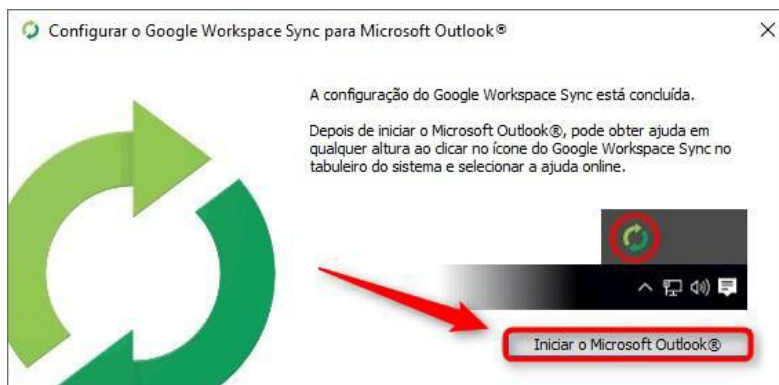 Configurar o Google Workspace Sync para Microsoft Outlook®
A configuração do Google Workspace Sync está concluída.
Depois de iniciar o Microsoft Outlook®, pode obter ajuda em
qualquer altura ao clicar no ícone do Google Workspace Sync no
tabuleiro do sistema e selecionar a ajuda online.
Iniciar o Microsoft Outlook®